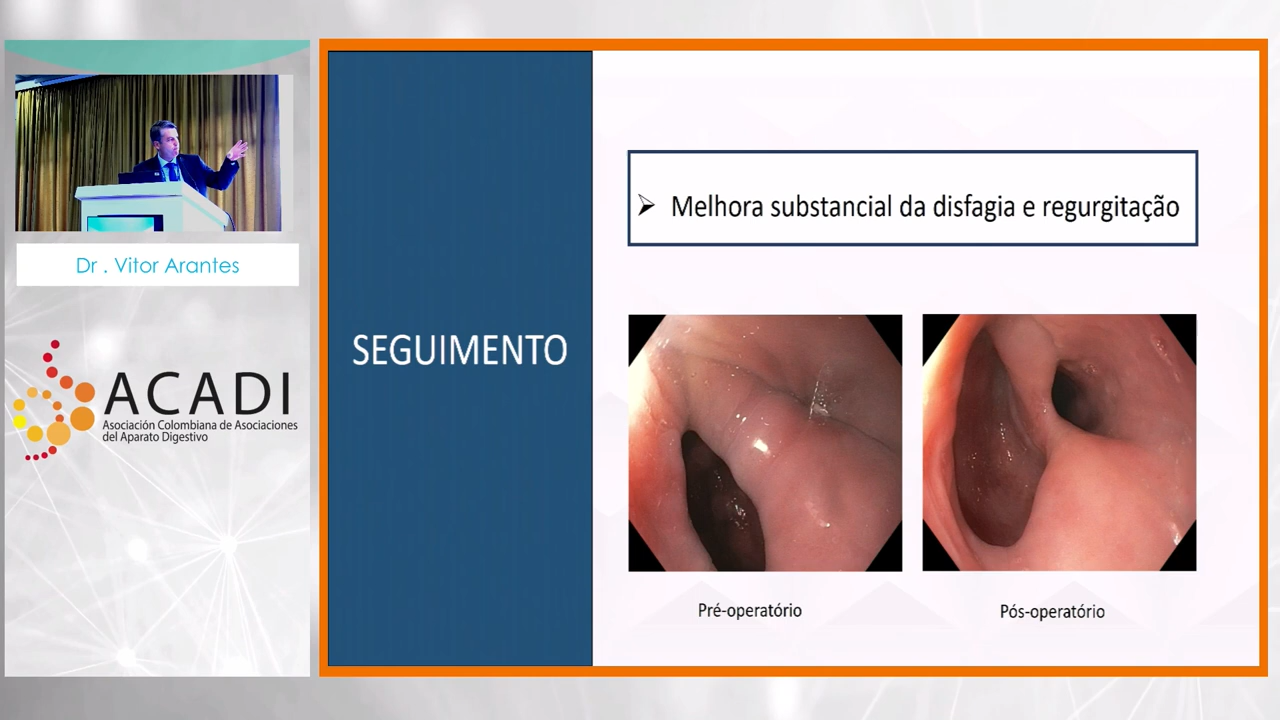 Dr . Vitor Arantes
ACADI
Asociación Colombiana de Asociaciones
del Aparato Digestivo
SEGUIMENTO
➢ Melhora substancial da disfagia e regurgitação
Pré-operatório
Pós-operatório